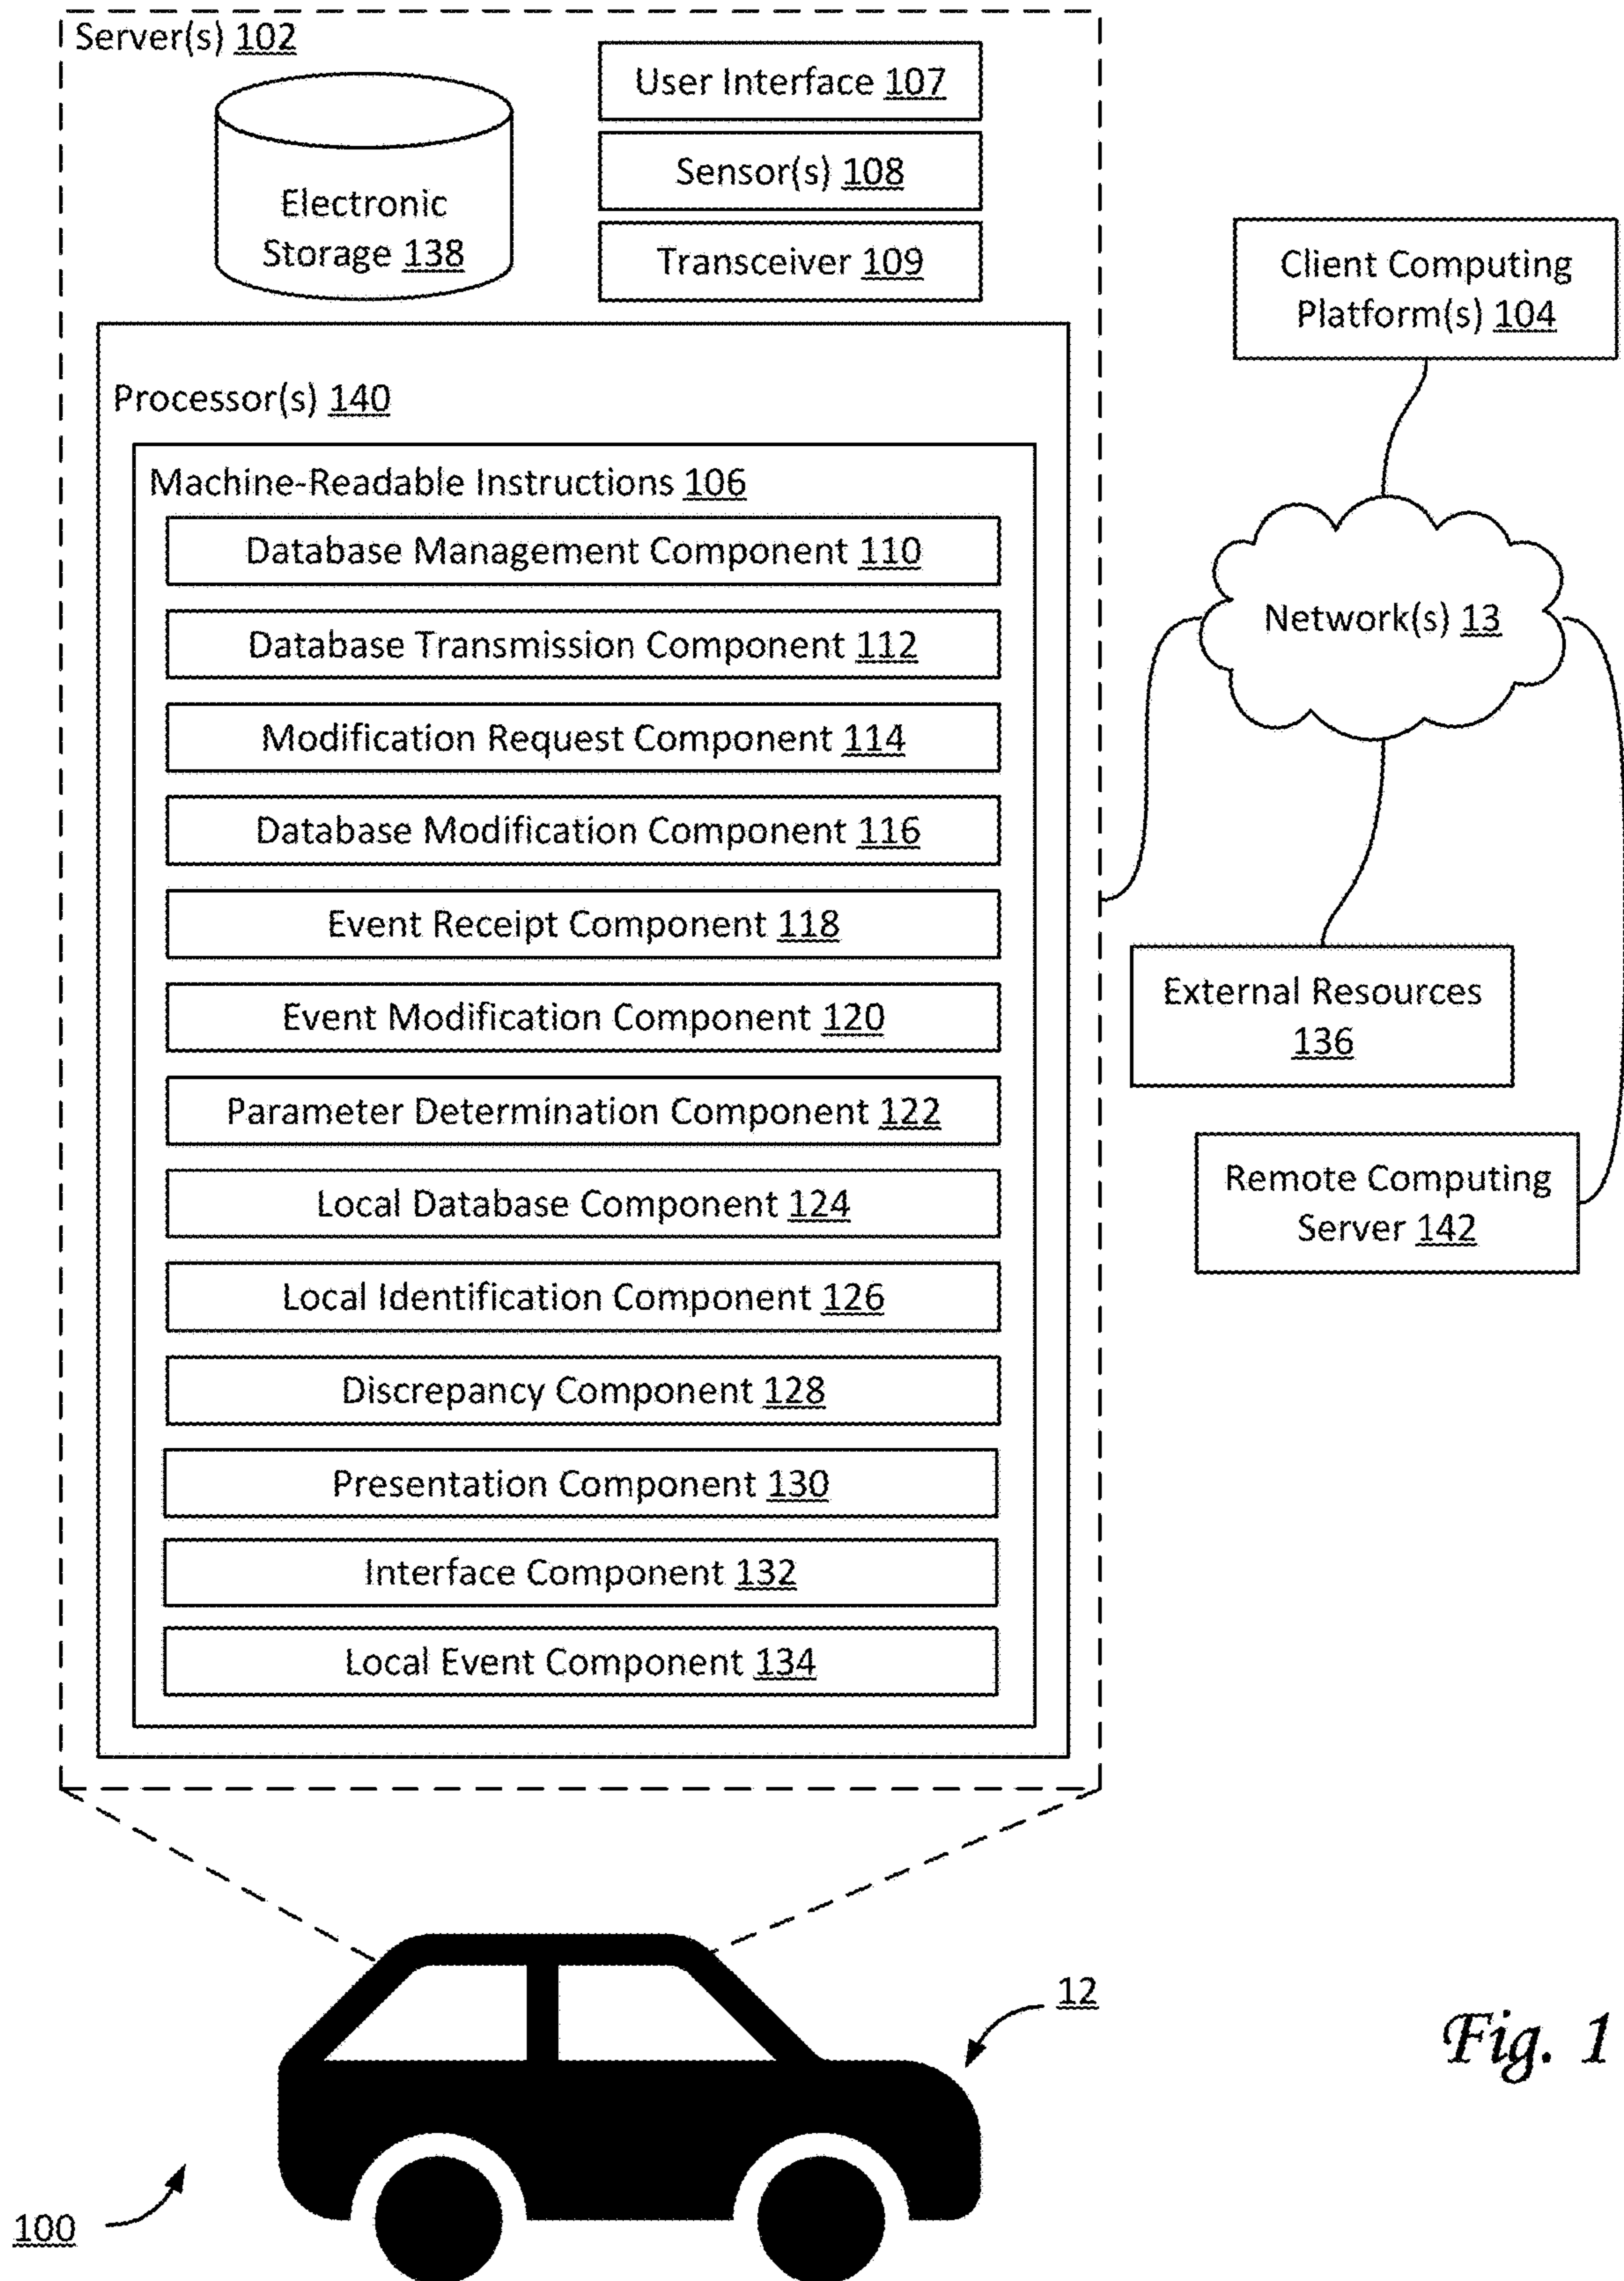 Server(s) 102
User Interface 107
Sensor(s) 108
Transceiver 109
Electronic
Storage 138
Processor(s) 140
Machine-Readable Instructions 106
Database Management Component 110
Database Transmission Component 112
Modification Request Component 114
Database Modification Component 116
Event Receipt Component 118
Event Modification Component 120
Parameter Determination Component 122
Local Database Component 124
Local Identification Component 126
Discrepancy Component 128
Presentation Component 130
Interface Component 132
Local Event Component 134
Client Computing
Platform(s) 104
Network(s) 13
External Resources
136
Remote Computing
Server 142
12
100
Fig. 1